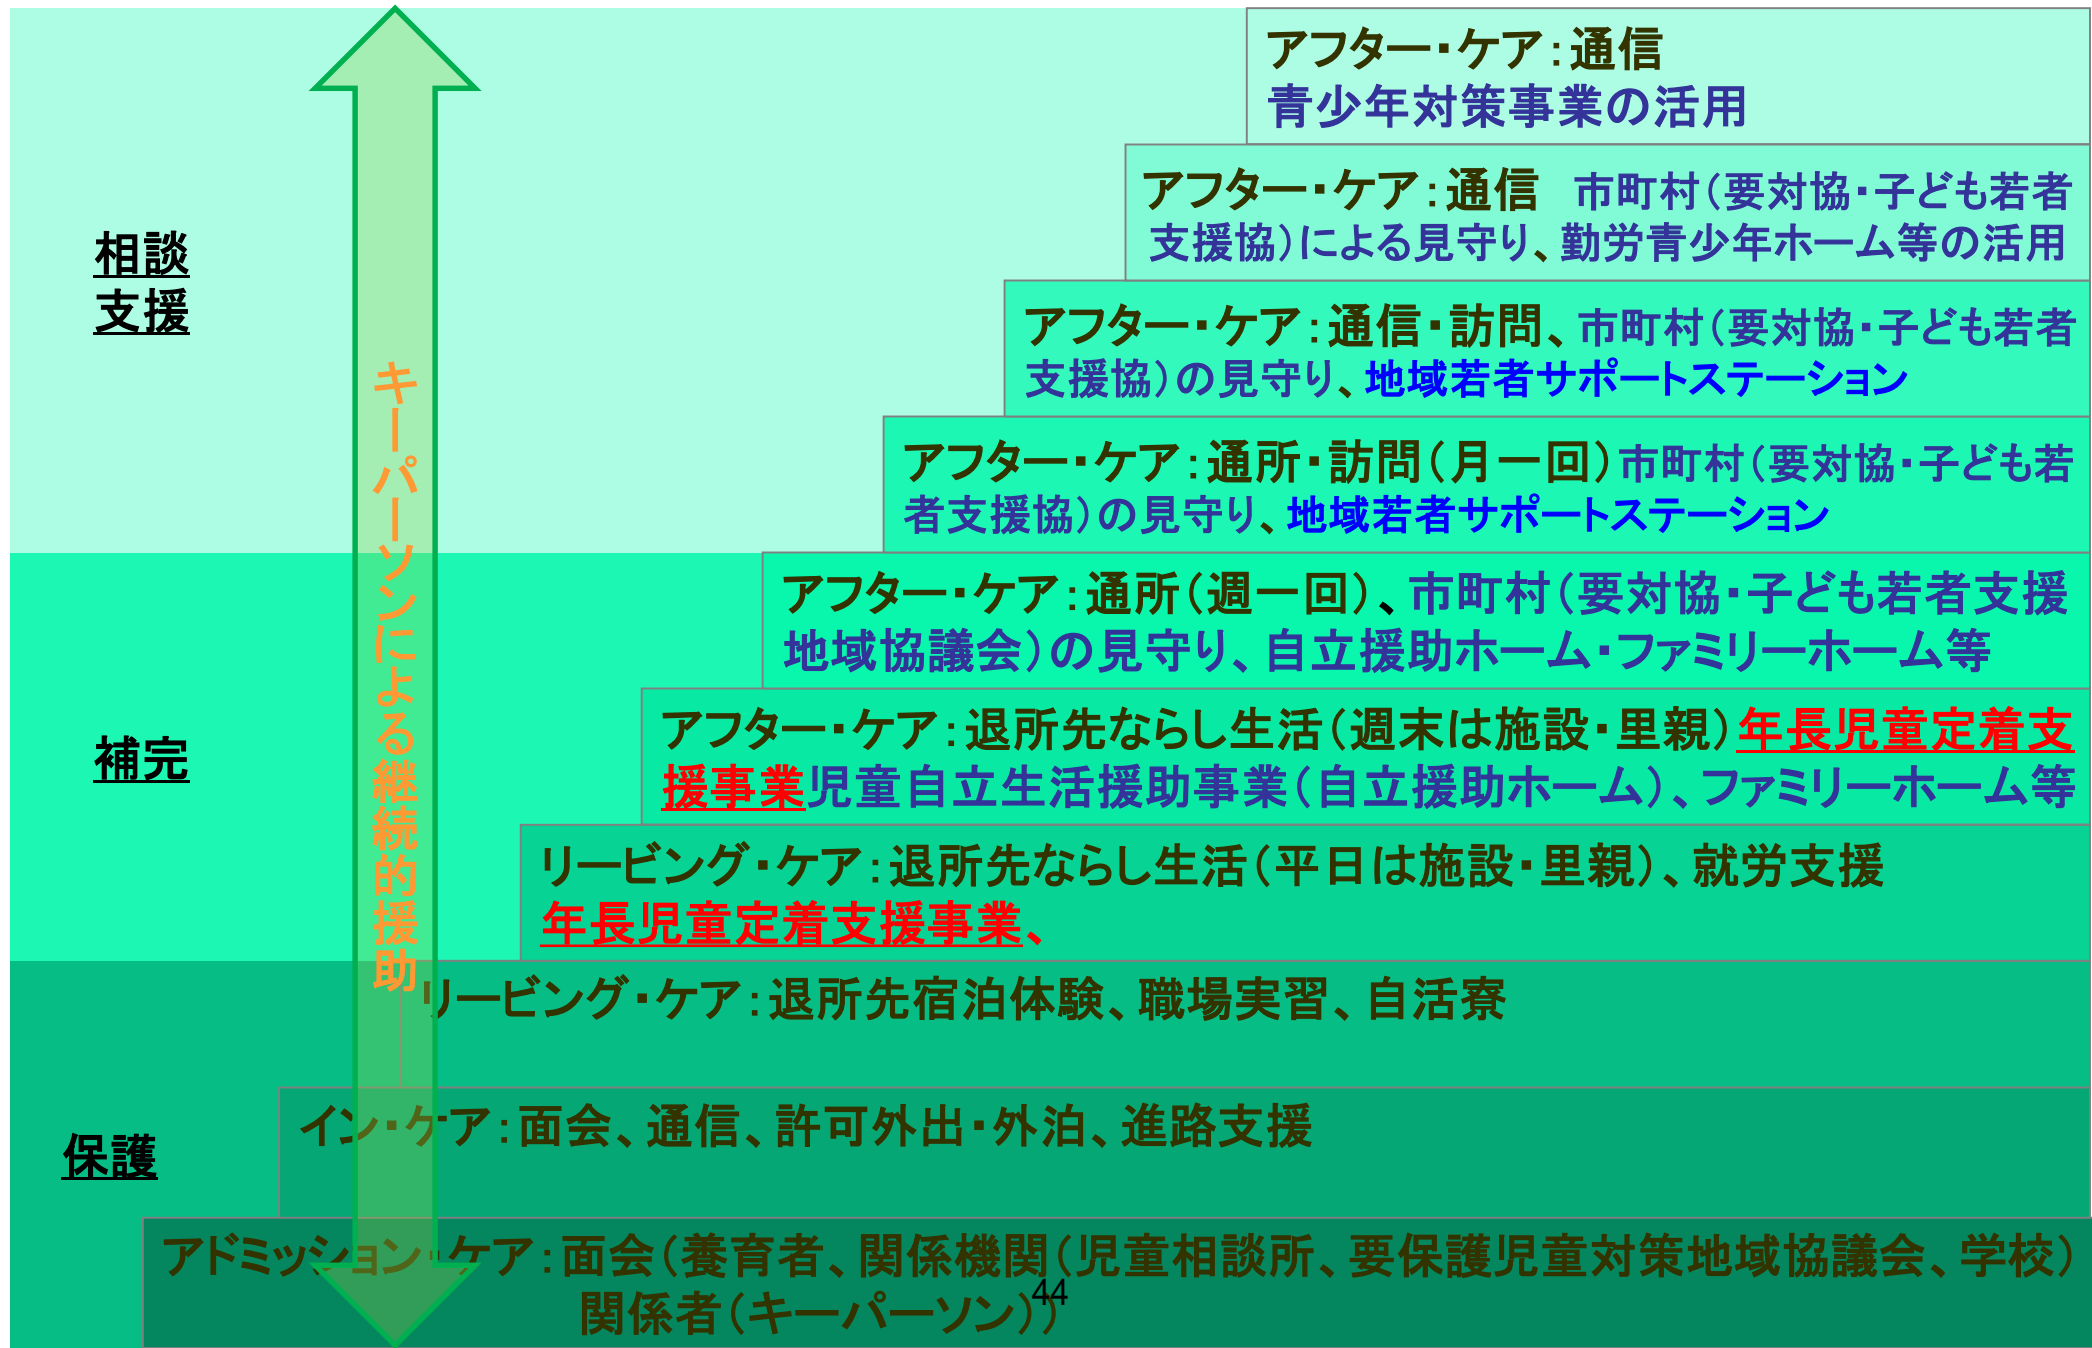 アフター・ケア：通信
青少年対策事業の活用
アフター・ケア：通信　市町村（要対協・子ども若者
支援協）による見守り、勤労青少年ホーム等の活用
相談
支援
アフター・ケア：通信・訪問、市町村（要対協・子ども若者
支援協）の見守り、地域若者サポートステーション
アフター・ケア：通所・訪問（月一回）市町村（要対協・子ども若
者支援協）の見守り、地域若者サポートステーション
キーパーソンによる継続的援助
アフター・ケア：通所（週一回）、市町村（要対協・子ども若者支援
地域協議会）の見守り、自立援助ホーム・ファミリーホーム等
補完
アフター・ケア：退所先ならし生活（週末は施設・里親）年長児童定着支
援事業児童自立生活援助事業（自立援助ホーム）、ファミリーホーム等
リービング・ケア：退所先ならし生活（平日は施設・里親）、就労支援
年長児童定着支援事業、
リービング・ケア：退所先宿泊体験、職場実習、自活寮
保護
イン・ケア：面会、通信、許可外出・外泊、進路支援
アドミッション・ケア：面会（養育者、関係機関（児童相談所、要保護児童対策地域協議会、学校）
関係者（キーパーソン））
44